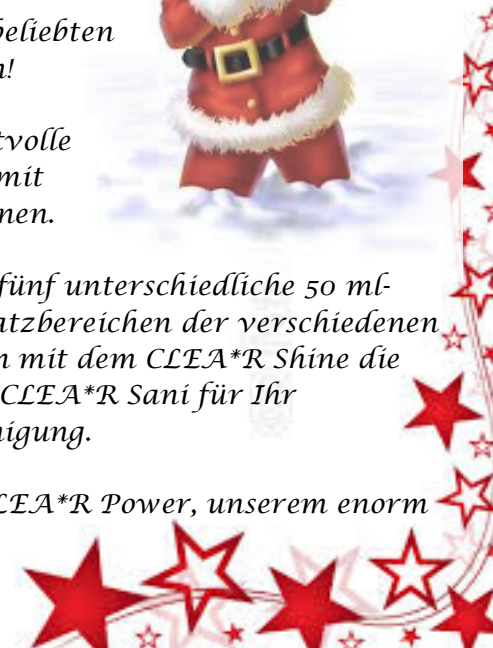 beliebten
n!
tvolle
mit
nen.
fünf unterschiedliche 50 ml-
atzbereichen der verschiedenen
n mit dem CLEA*R Shine die
CLEA*R Sani für Ihr
nigung.
LEA*R Power, unserem enorm